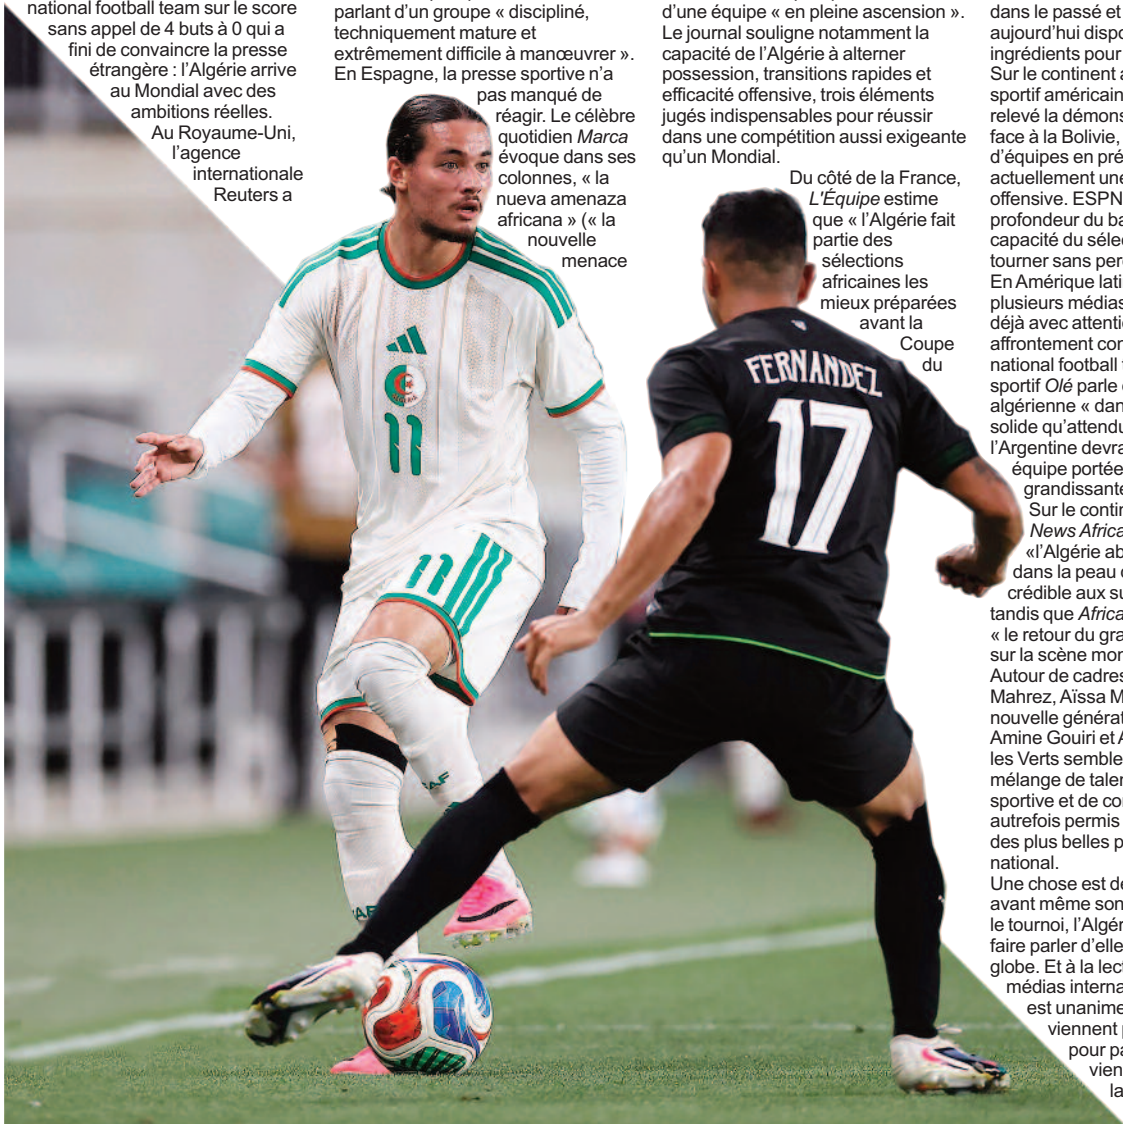 national football team sur le score
sans appel de 4 buts à 0 qui a
fini de convaincre la presse
étrangère : l'Algérie arrive
au Mondial avec des
ambitions réelles.
Au Royaume-Uni,
l'agence
internationale
Reuters a
parlant d'un groupe « discipliné,
techniquement mature et
extrêmement difficile à manœuvrer ».
En Espagne, la presse sportive n'a
pas manqué de
réagir. Le célèbre
quotidien Marca
évoque dans ses
colonnes, « la
nueva amenaza
africana » (« la
nouvelle
menace
d'une équipe « en pleine ascension ».
Le journal souligne notamment la
capacité de l'Algérie à alterner
possession, transitions rapides et
efficacité offensive, trois éléments
jugés indispensables pour réussir
dans une compétition aussi exigeante
qu'un Mondial.
Du côté de la France,
L'Équipe estime
que « l'Algérie fait
partie des
sélections
africaines les
mieux préparées
avant la
Coupe
du
dans le passé et
aujourd'hui dispo
ingrédients pour
Sur le continent a
sportif américain
relevé la démons
face à la Bolivie,
d'équipes en pré
actuellement une
offensive. ESPN
profondeur du ba
capacité du sélec
tourner sans per
En Amérique lati
plusieurs médias
déjà avec attenti
affrontement con
national football
sportif Olé parle
algérienne « dan
solide qu'attendu
l'Argentine devra
équipe portée
grandissante
Sur le contin
News Africa
«l'Algérie ab
dans la peau
crédible aux su
tandis que Africa
« le retour du gra
sur la scène mon
Autour de cadres
Mahrez, Aïssa M
nouvelle générat
Amine Gouiri et A
les Verts semble
mélange de talen
sportive et de co
autrefois permis
des plus belles p
national.
Une chose est de
avant même son
le tournoi, l'Algér
faire parler d'elle
globe. Et à la lect
médias interna
est unanime
viennent
pour pa
vien
la
11
11
FERNANDEZ
17